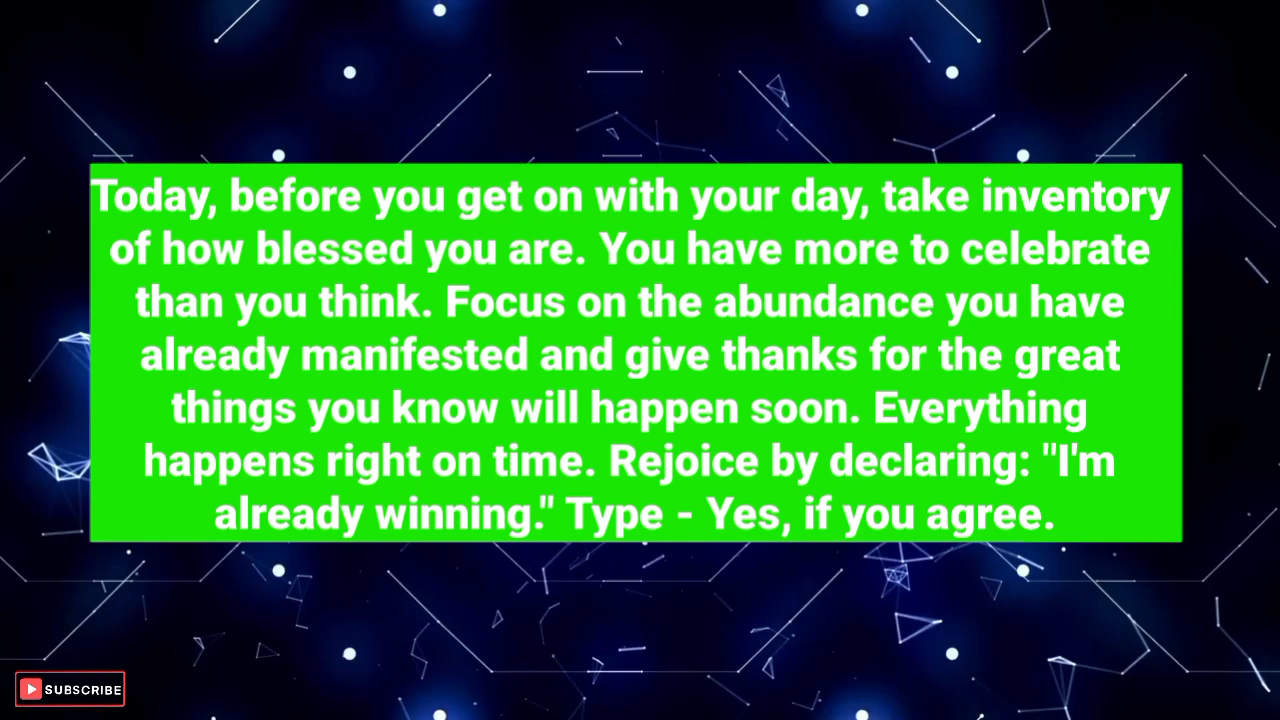 Today, before you get on with your day, take inventory
of how blessed you are. You have more to celebrate
than you think. Focus on the abundance you have
already manifested and give thanks for the great
things you know will happen soon. Everything
happens right on time. Rejoice by declaring: "I'm
already winning." Type - Yes, if you agree.
SUBSCRIBE